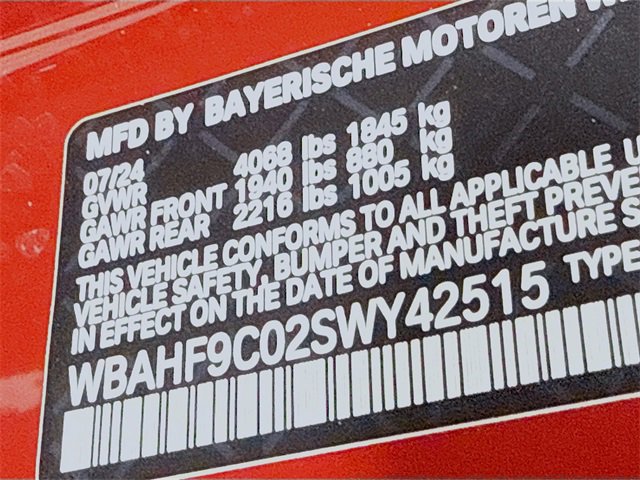 MFD BY BAYERISCHE MOTOREN
07/24
GVWR 4068 lbs 1845 kg
GAWR FRONT 1940 lbs 880 kg
GAWR REAR 2216 lbs 1005 kg
THIS VEHICLE CONFORMS TO ALL APPLICABLE
VEHICLE SAFETY, BUMPER AND THEFT
IN EFFECT ON THE DATE OF MANUFACTURE
WBAHF9C02SWY42515 TYPE